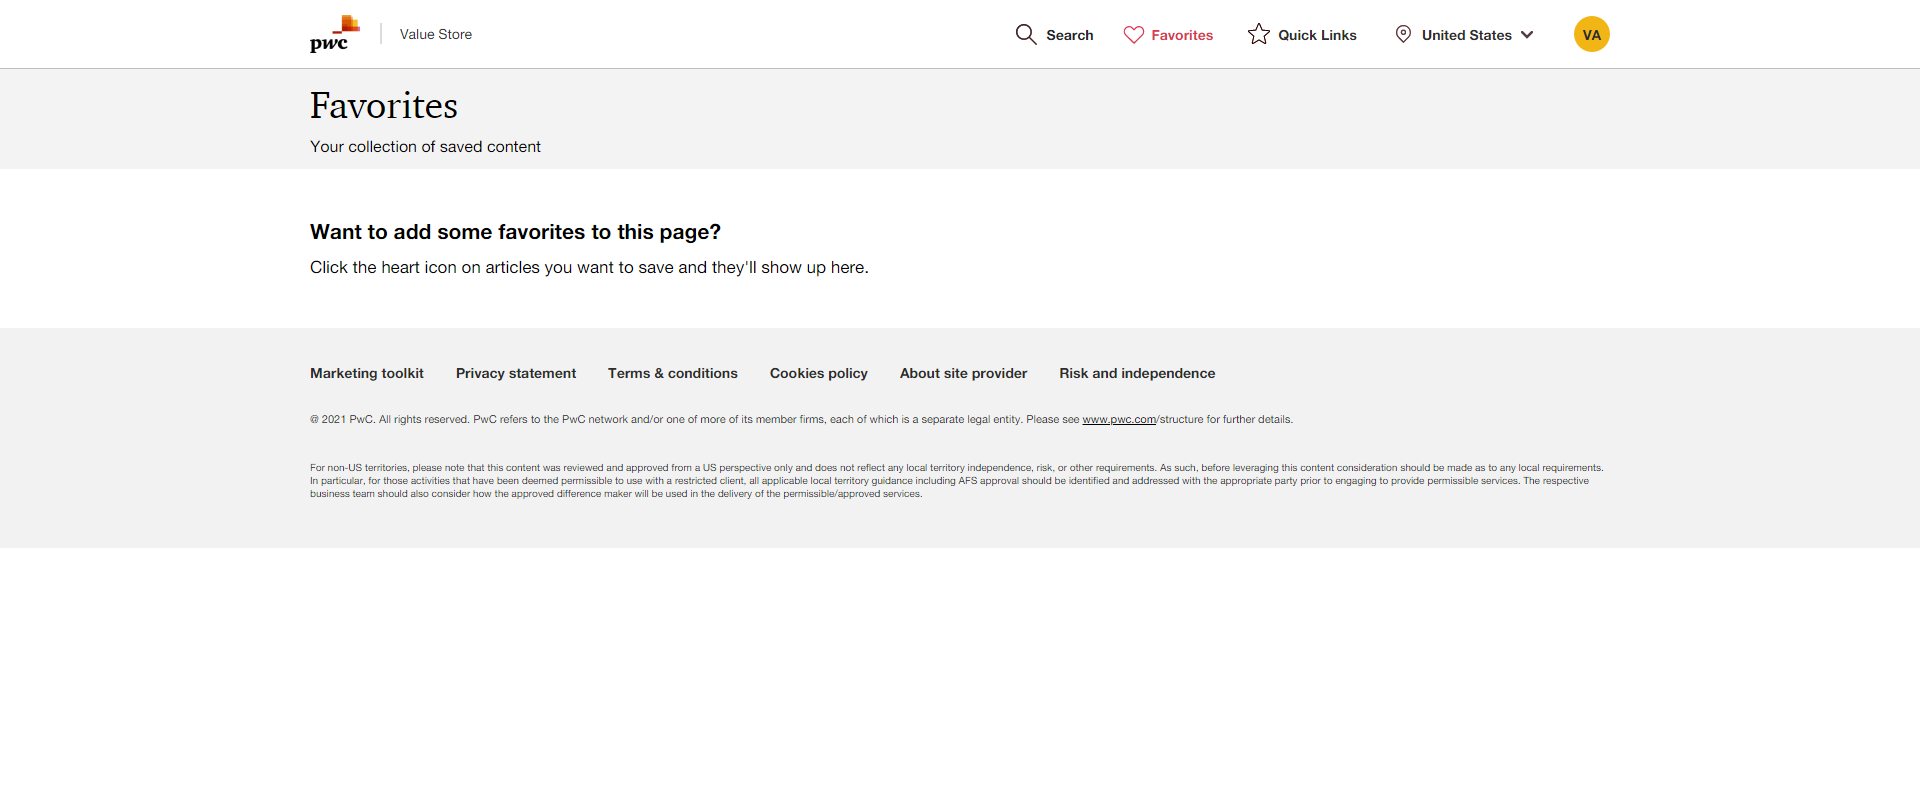 pwc
Value Store
Search
Favorites
Quick Links
United States
VA
Favorites
Your collection of saved content
Want to add some favorites to this page?
Click the heart icon on articles you want to save and they'll show up here.
Marketing toolkit
Privacy statement
Terms & conditions
Cookies policy
About site provider
Risk and independence
@ 2021 PwC. All rights reserved. PwC refers to the PwC network and/or one of more of its member firms, each of which is a separate legal entity. Please see www.pwc.com/structure for further details.
For non-US territories, please note that this content was reviewed and approved from a US perspective only and does not reflect any local territory independence, risk, or other requirements. As such, before leveraging this content consideration should be made as to any local requirements.
In particular, for those activities that have been deemed permissible to use with a restricted client, all applicable local territory guidance including AFS approval should be identified and addressed with the appropriate party prior to engaging to provide permissible services. The respective
business team should also consider how the approved difference maker will be used in the delivery of the permissible/approved services.